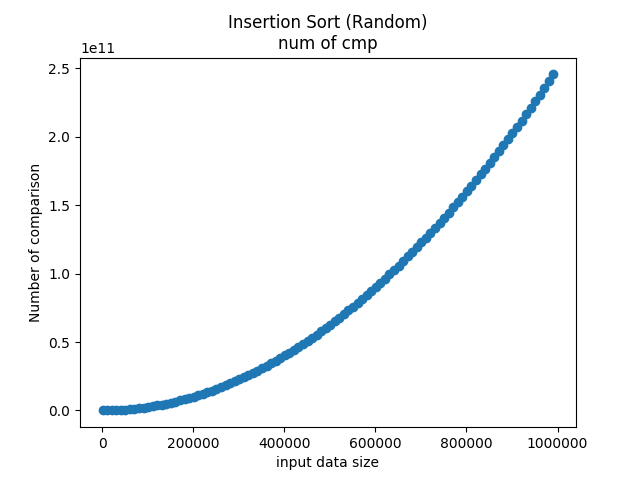 Insertion Sort (Random)
num of cmp
1e11
2.5
2.0
1.5
1.0
0.5
0.0
Number of comparison
0 200000 400000 600000 800000 1000000
input data size